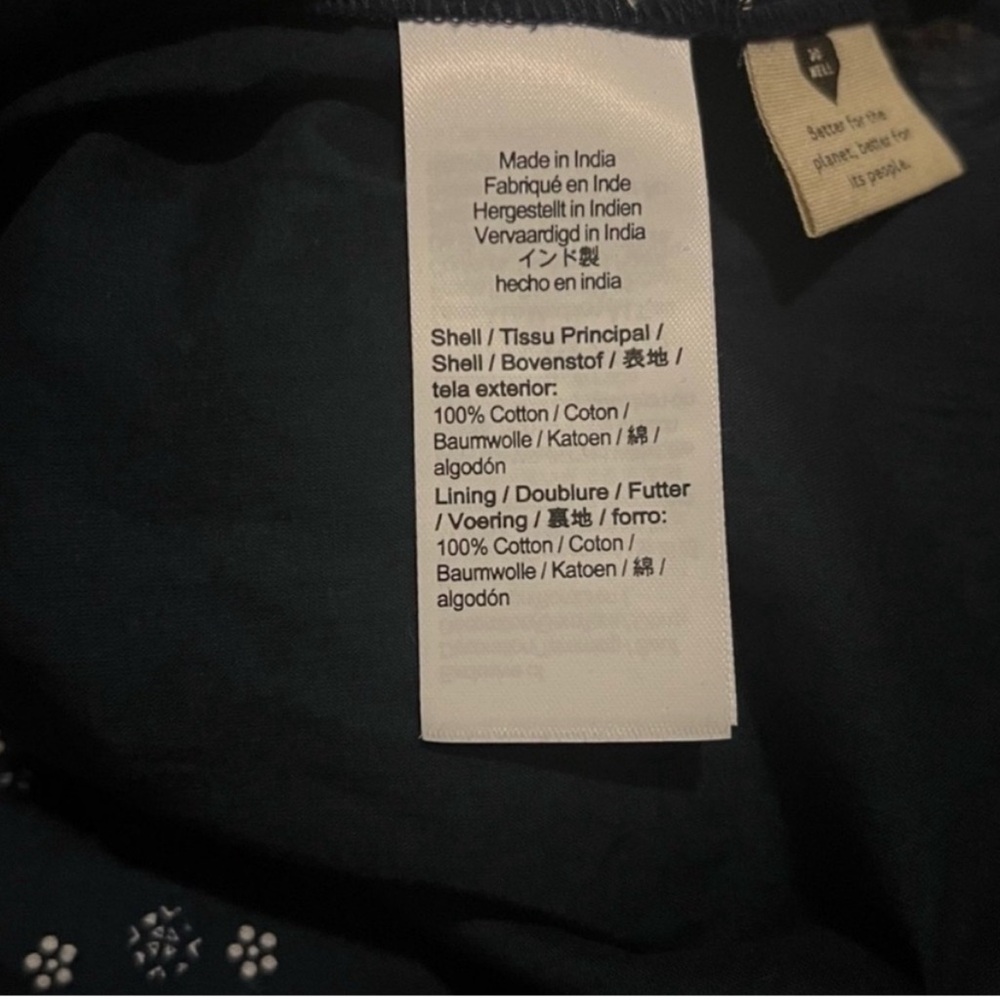 Made in India
Fabriqué en Inde
Hergestellt in Indien
Vervaardigd in India
インド製
hecho en india
Shell / Tissu Principal /
Shell / Bovenstof / 表地 /
tela exterior:
100% Cotton / Coton /
Baumwolle / Katoen / 綿 /
algodón
Lining / Doublure / Futter
/ Voering / 裏地 / forro:
100% Cotton / Coton /
Baumwolle / Katoen / 綿 /
algodón
DO
WELL
Better for the
planet, better for
its people.